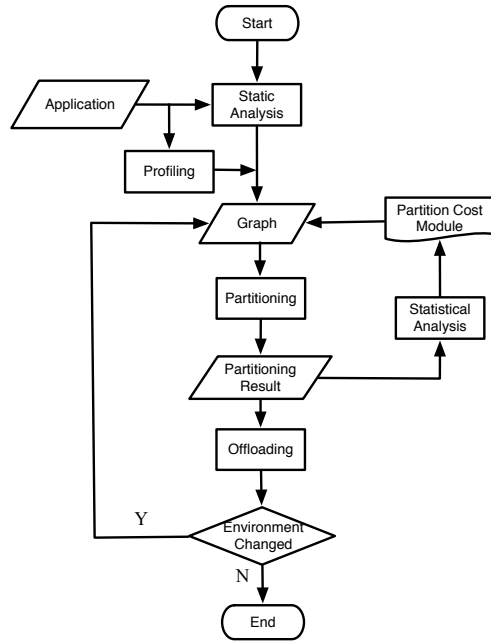 Start
Application
Static
Analysis
Profiling
Graph
Partition Cost
Module
Partitioning
Statistical
Analysis
Partitioning
Result
Offloading
Y
Environment
Changed
N
End